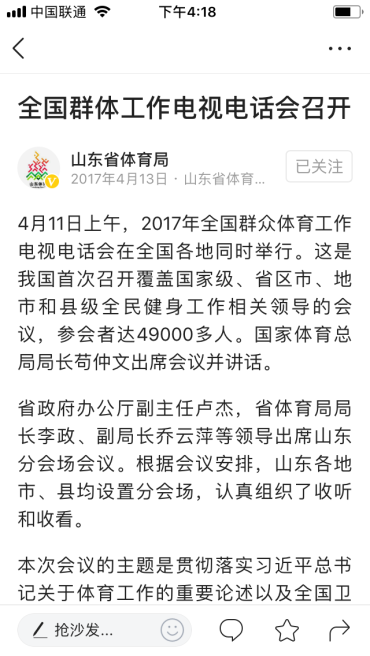 中国联通 下午4:18
全国群体工作电视电话会召开
山东省体育局
2017年4月13日 · 山东省体育...
已关注
4月11日上午，2017年全国群众体育工作
电视电话会在全国各地同时举行。这是
我国首次召开覆盖国家级、省区市、地
市和县级全民健身工作相关领导的会
议，参会者达49000多人。国家体育总
局局长苟仲文出席会议并讲话。
省政府办公厅副主任卢杰，省体育局局
长李政、副局长乔云萍等领导出席山东
分会场会议。根据会议安排，山东各地
市、县均设置分会场，认真组织了收听
和收看。
本次会议的主题是贯彻落实习近平总书
记关于体育工作的重要论述以及全国卫
抢沙发...